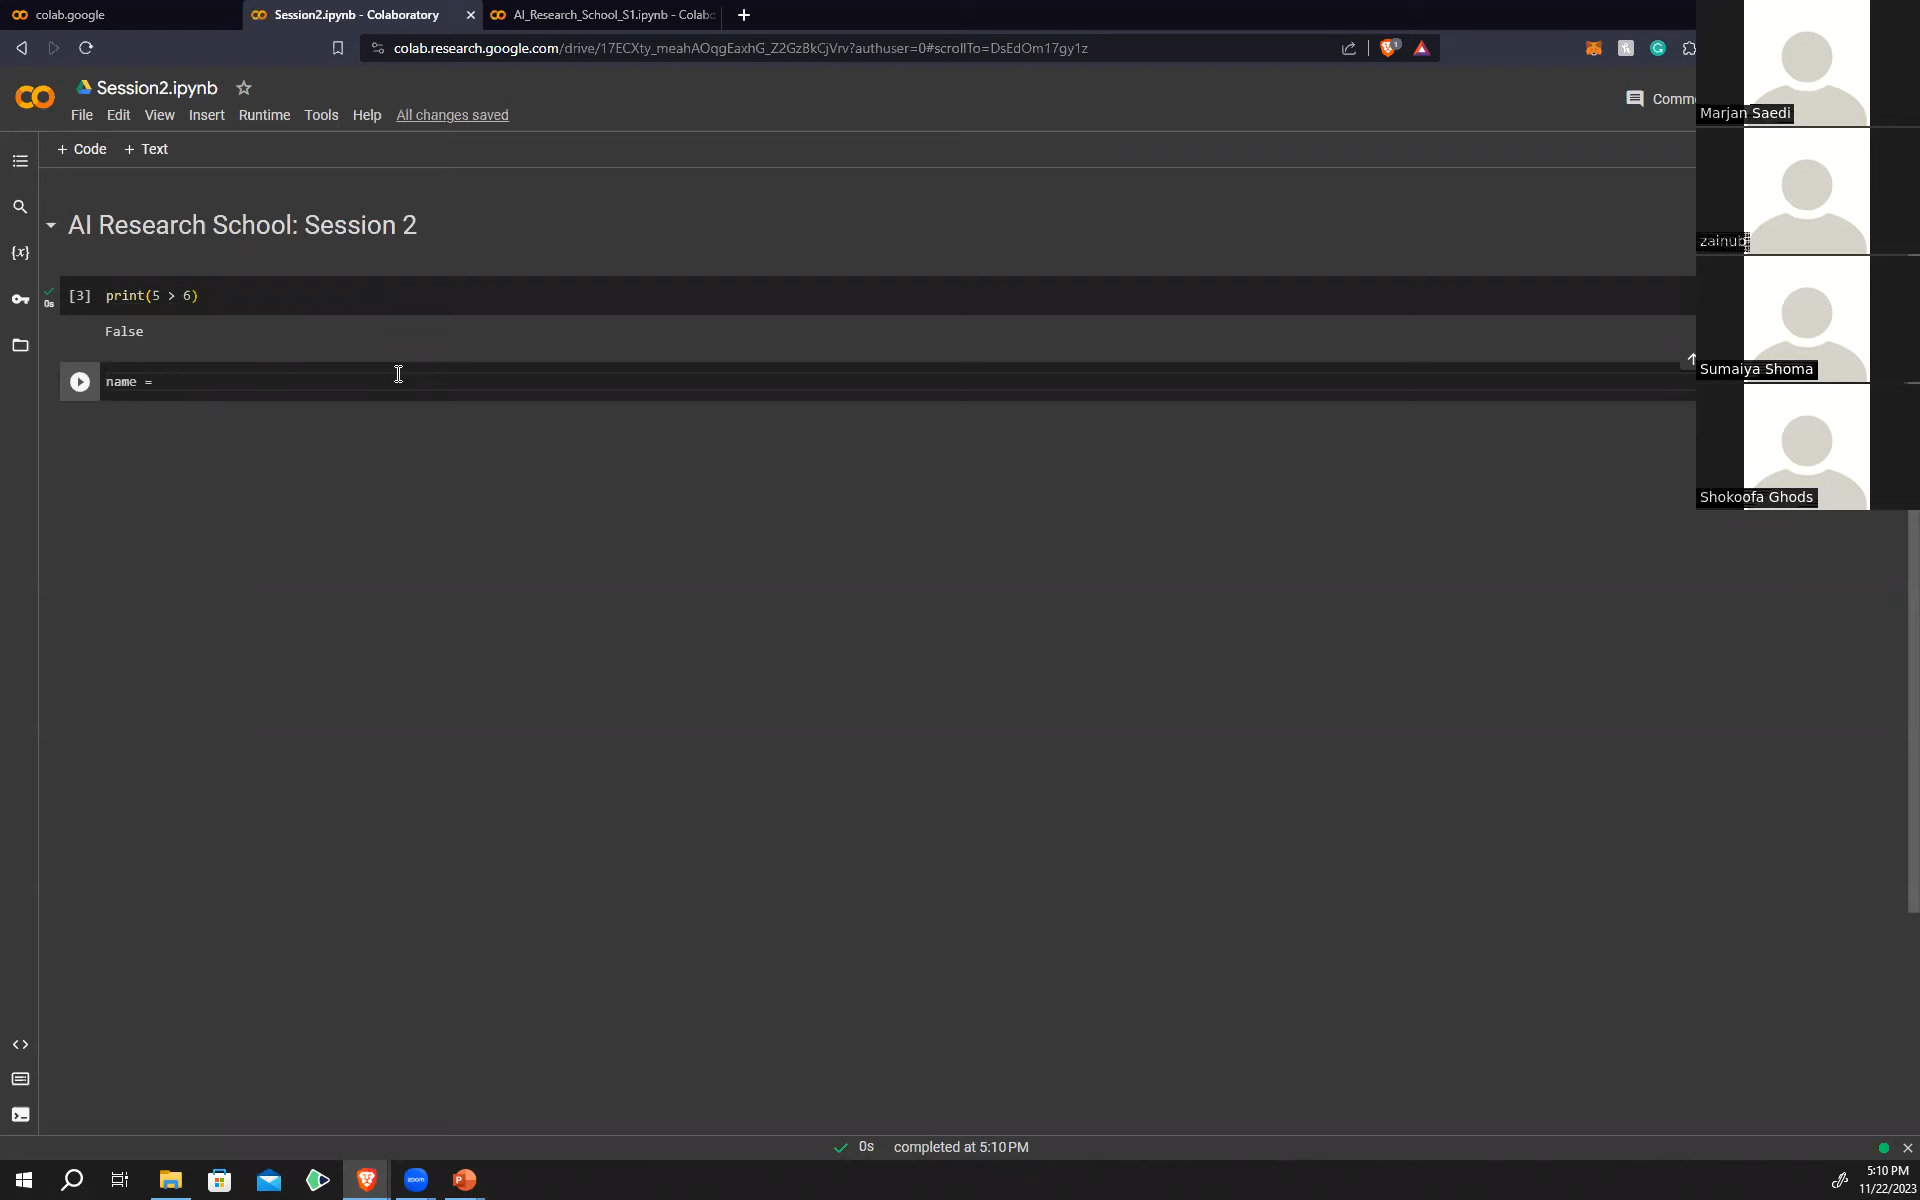 colab.google
Session2.ipynb - Colaboratory
AI_Research_School_S1.ipynb - Colabo
colab.research.google.com/drive/17ECXty_meahAOqgEaxhG_Z2GzBkCjVrv?authuser=0#scrollTo=DsEdOm17gy1z
Session2.ipynb
File Edit View Insert Runtime Tools Help All changes saved
Comm
Marjan Saedi
+ Code + Text
AI Research School: Session 2
zainub
{x}
[3] print(5 > 6)
0s
False
name =
Sumaiya Shoma
Shokoofa Ghods
0s completed at 5:10 PM
zoom
5:10 PM
11/22/2023